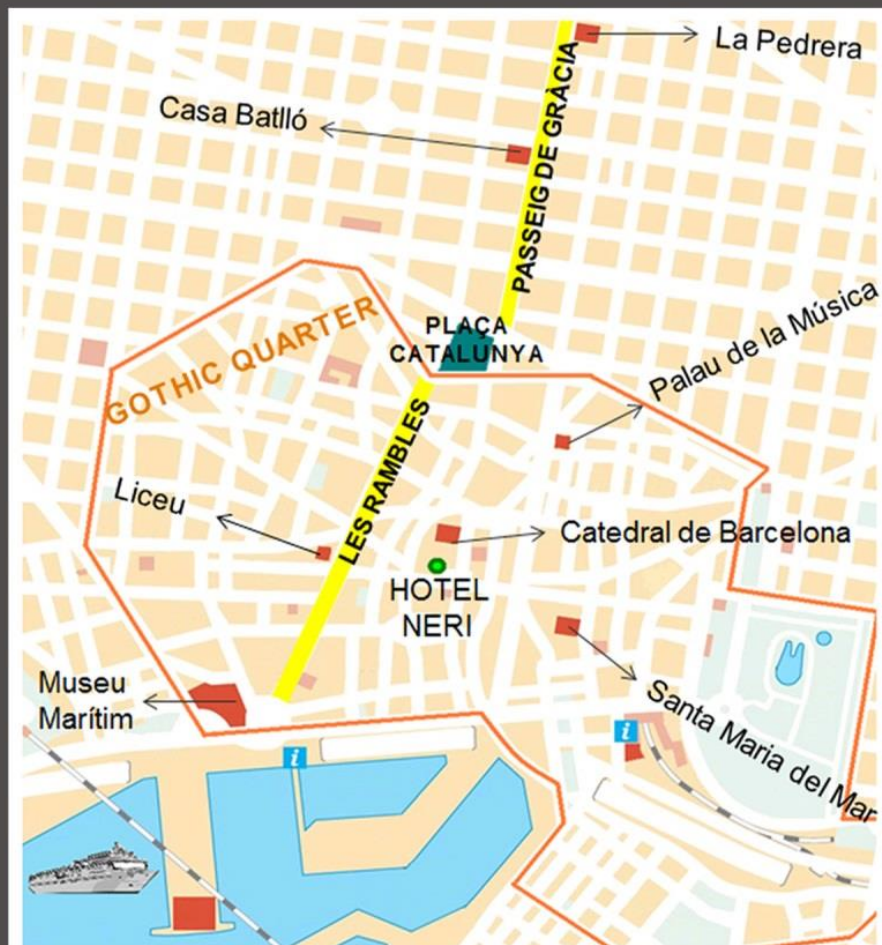 La Pedrera
Casa Batlló
PASSEIG DE GRÀCIA
PLAÇA
CATALUNYA
GOTHIC QUARTER
Palau de la Música
LES RAMBLES
Liceu
Catedral de Barcelona
HOTEL
NERI
Museu
Marítim
Santa Maria del Mar
i
i